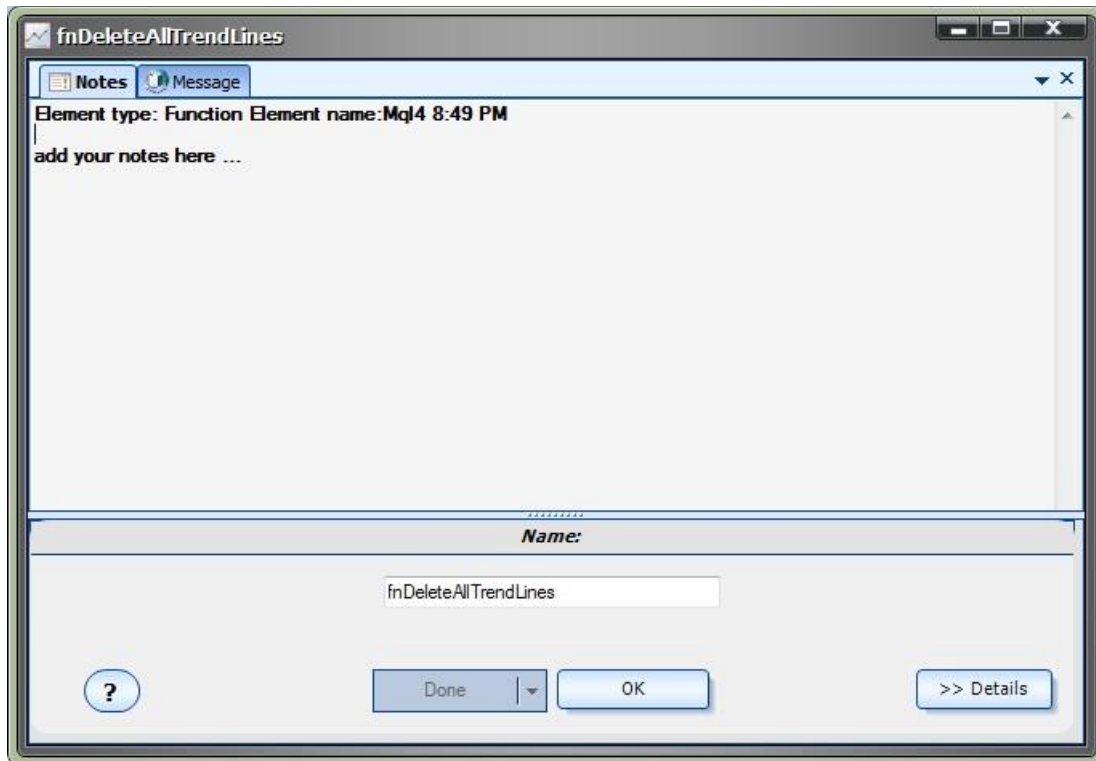 fnDeleteAllTrendLines
Notes Message
Element type: Function Element name:Mql4 8:49 PM
add your notes here ...
Name:
fnDeleteAllTrendLines
? Done OK >> Details